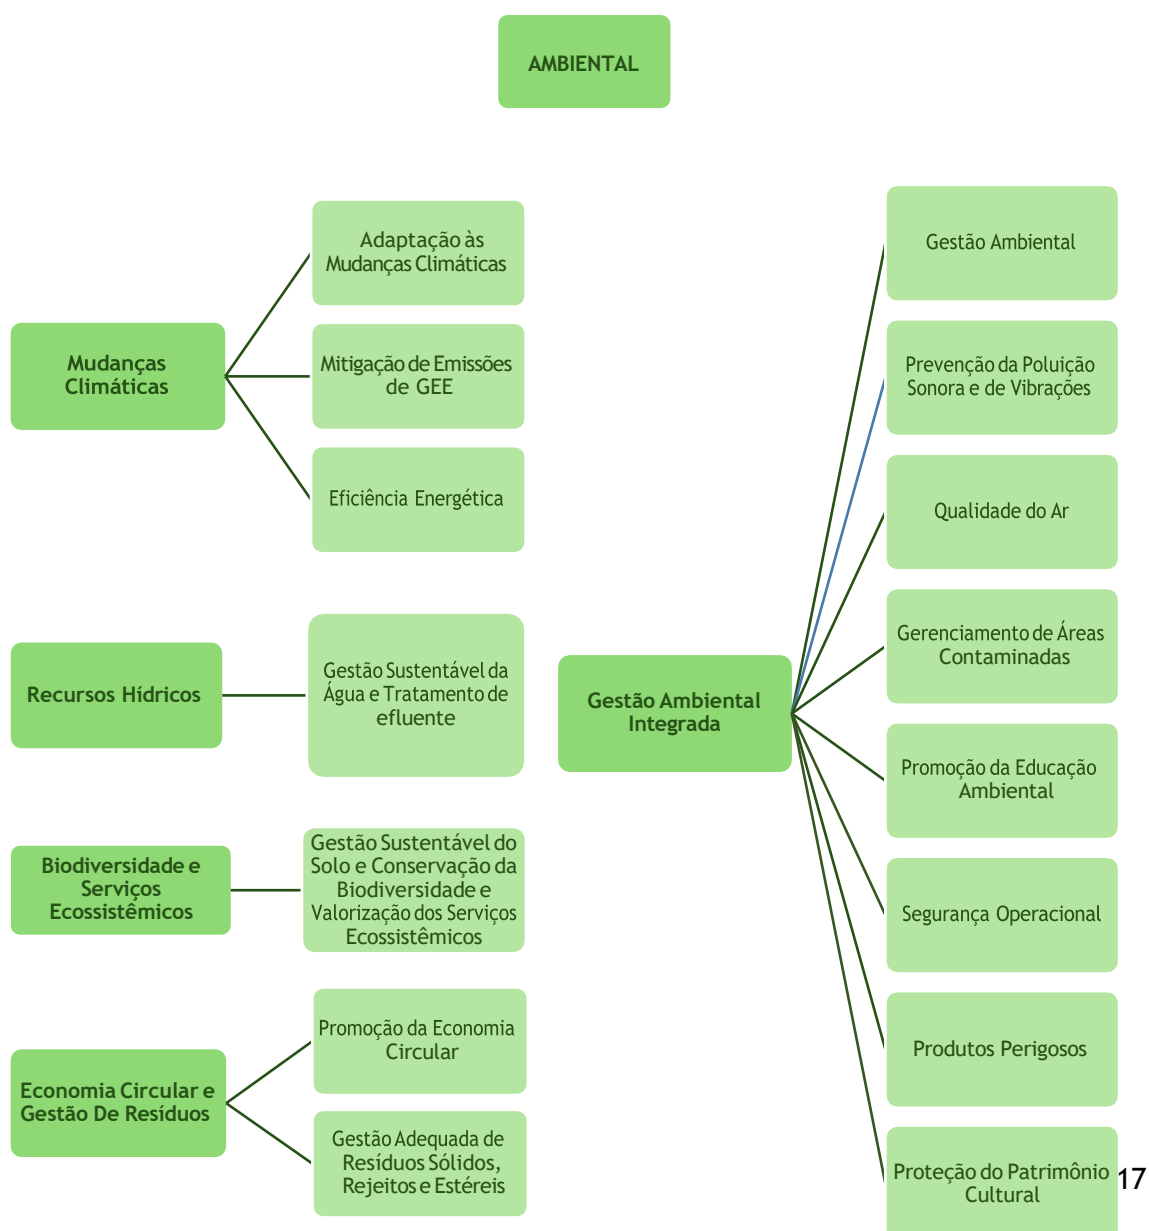 AMBIENTAL
Mudanças
Climáticas
Adaptação às
Mudanças Climáticas
Mitigação de Emissões
de GEE
Eficiência Energética
Recursos Hídricos
Gestão Sustentável da
Água e Tratamento de
efluente
Biodiversidade e
Serviços
Ecossistêmicos
Gestão Sustentável do
Solo e Conservação da
Biodiversidade e
Valorização dos Serviços
Ecossistêmicos
Economia Circular e
Gestão De Resíduos
Promoção da Economia
Circular
Gestão Adequada de
Resíduos Sólidos,
Rejeitos e Estéreis
Gestão Ambiental
Integrada
Gestão Ambiental
Prevenção da Poluição
Sonora e de Vibrações
Qualidade do Ar
Gerenciamento de Áreas
Contaminadas
Promoção da Educação
Ambiental
Segurança Operacional
Produtos Perigosos
Proteção do Patrimônio
Cultural
17